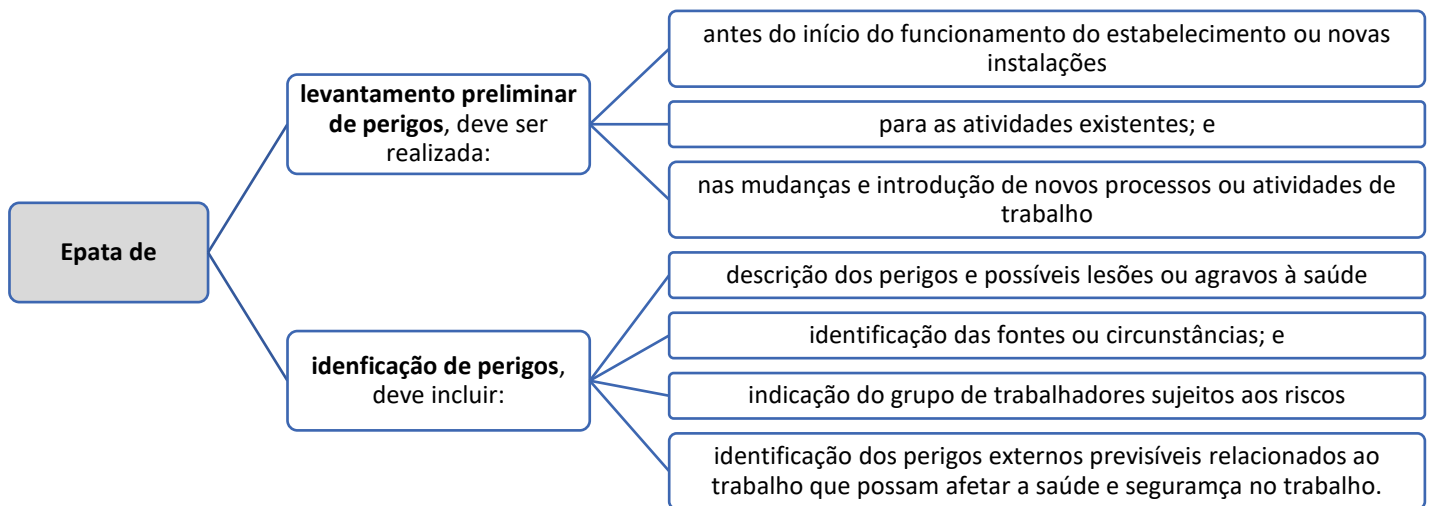 Epata de
levantamento preliminar
de perigos, deve ser
realizada:
antes do início do funcionamento do estabelecimento ou novas
instalações
para as atividades existentes; e
nas mudanças e introdução de novos processos ou atividades de
trabalho
idenficação de perigos,
deve incluir:
descrição dos perigos e possíveis lesões ou agravos à saúde
identificação das fontes ou circunstâncias; e
indicação do grupo de trabalhadores sujeitos aos riscos
identificação dos perigos externos previsíveis relacionados ao
trabalho que possam afetar a saúde e seguramça no trabalho.